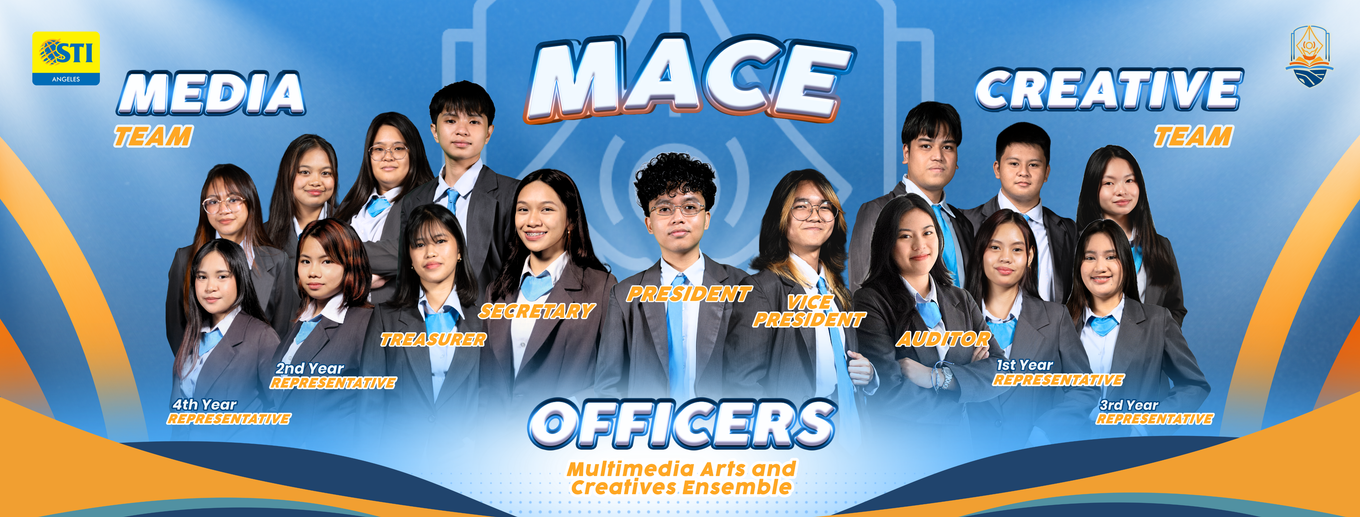 STI
ANGELES
MEDIA
TEAM
MACE
CREATIVE
TEAM
SECRETARY
PRESIDENT
VICE
PRESIDENT
TREASURER
AUDITOR
2nd Year
REPRESENTATIVE
1st Year
REPRESENTATIVE
4th Year
REPRESENTATIVE
3rd Year
REPRESENTATIVE
OFFICERS
Multimedia Arts and
Creatives Ensemble